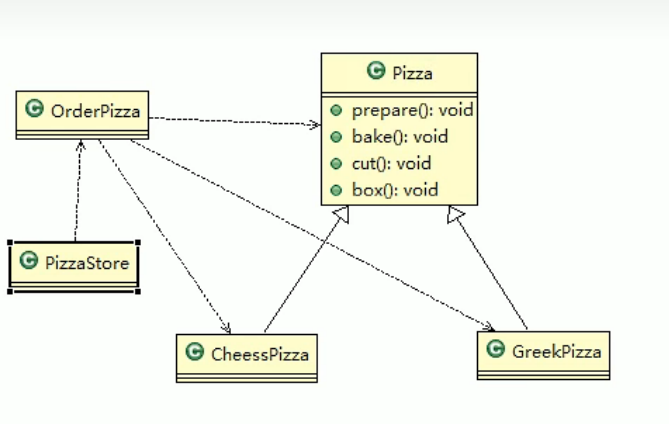 Pizza
OrderPizza
prepare(): void
bake(): void
cut(): void
box(): void
PizzaStore
CheessPizza
GreekPizza